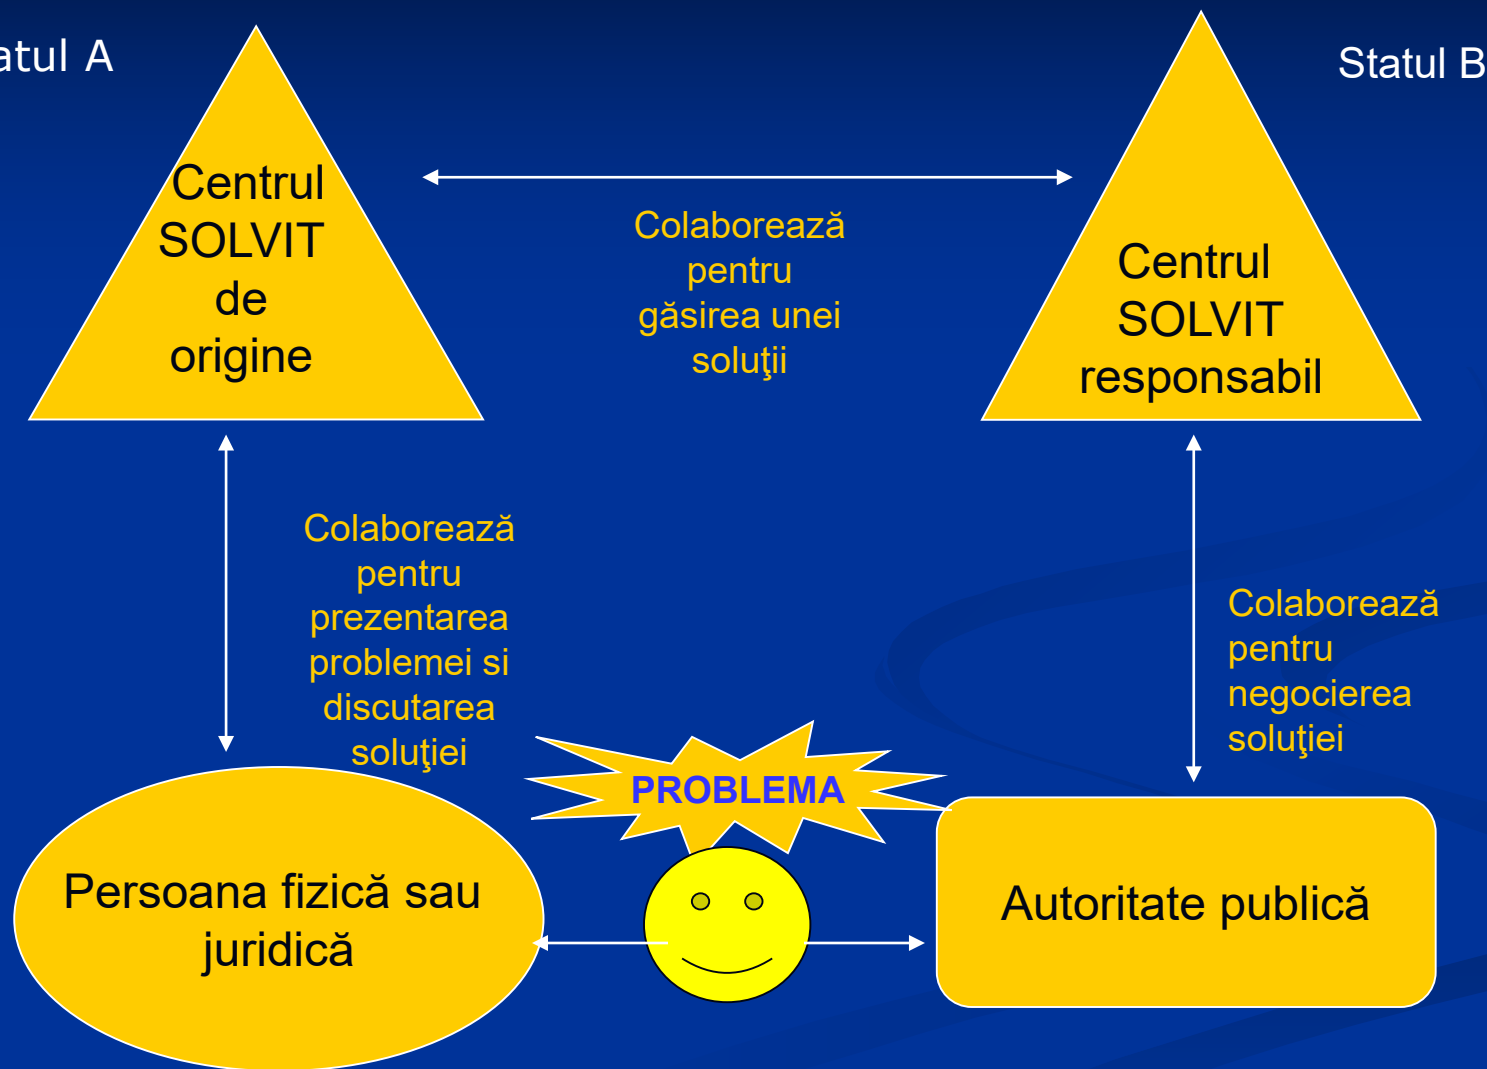 atul A
Statul B
Centrul
SOLVIT
de
origine
Colaborează
pentru
găsirea unei
soluţii
Centrul
SOLVIT
responsabil
Colaborează
pentru
prezentarea
problemei si
discutarea
soluţiei
Colaborează
pentru
negocierea
soluţiei
PROBLEMA
Persoana fizică sau
juridică
Autoritate publică